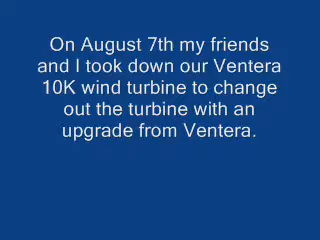 On August 7th my friends
and I took down our Ventera
10K wind turbine to change
out the turbine with an
upgrade from Ventera.